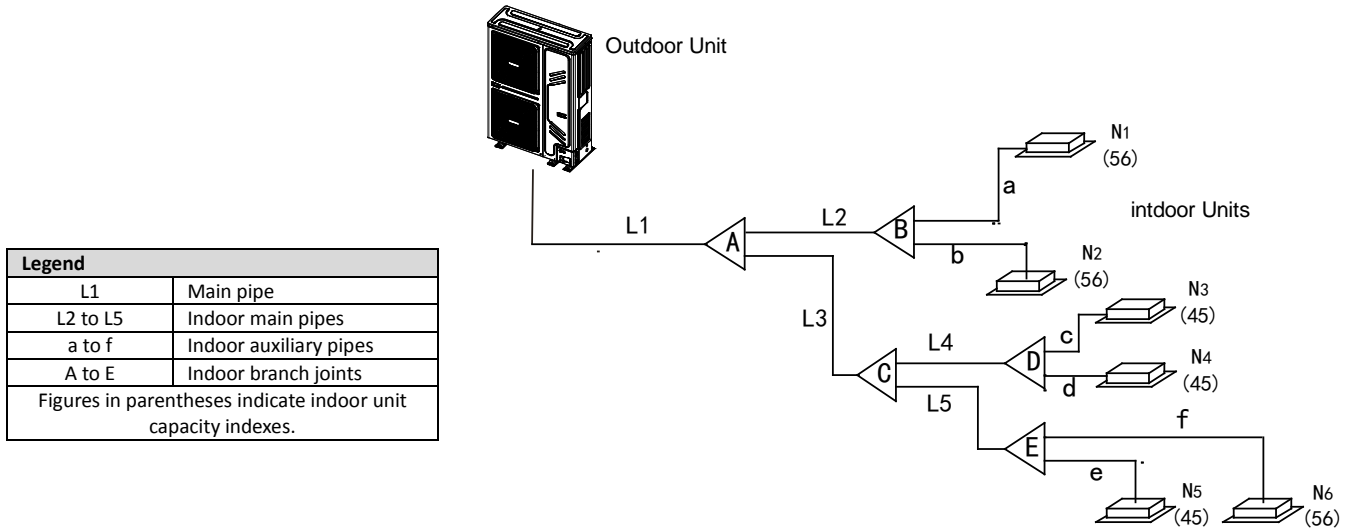 Outdoor Unit
N1
(56)
a
intdoor Units
L1
A
L2
B
b
N2
(56)
Legend
L1 Main pipe
L2 to L5 Indoor main pipes
a to f Indoor auxiliary pipes
A to E Indoor branch joints
Figures in parentheses indicate indoor unit
capacity indexes.
L3
N3
(45)
c
L4
D
C
N4
(45)
d
L5
f
E
e
N5
(45)
N6
(56)